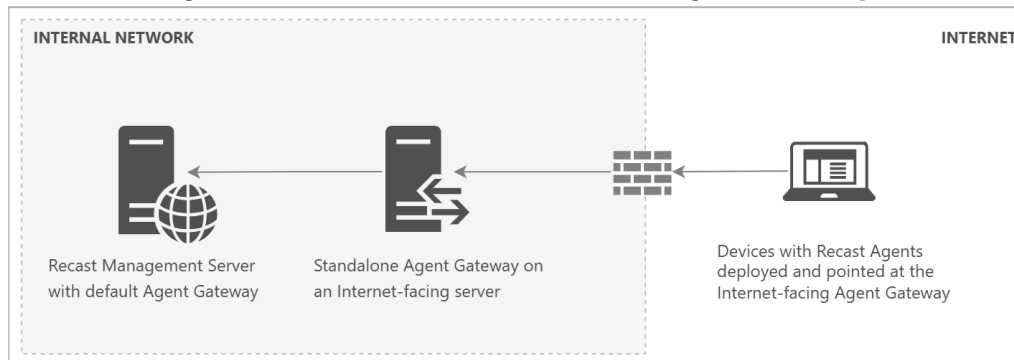 INTERNAL NETWORK
INTERNET
Recast Management Server
with default Agent Gateway
Standalone Agent Gateway on
an Internet-facing server
Devices with Recast Agents
deployed and pointed at the
Internet-facing Agent Gateway